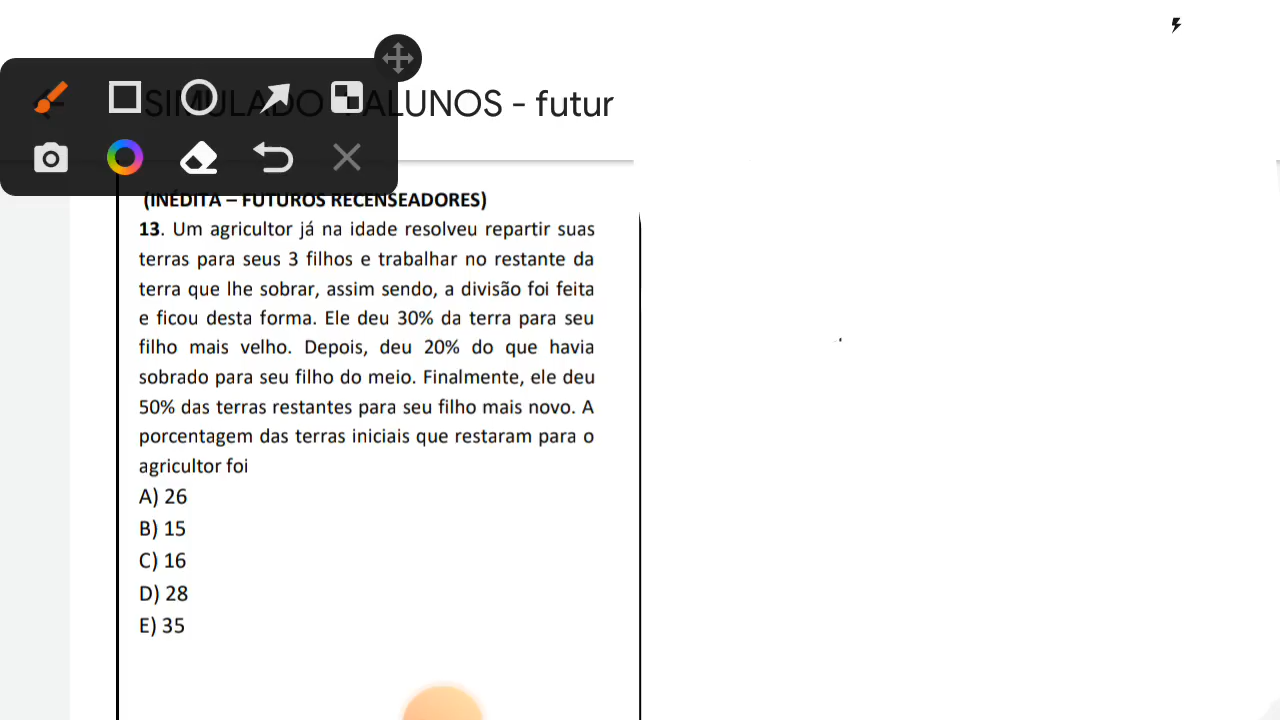 SIMULADO ALUNOS - futur
(INÉDITA – FUTUROS RECENSEADORES)
13. Um agricultor já na idade resolveu repartir suas
terras para seus 3 filhos e trabalhar no restante da
terra que lhe sobrar, assim sendo, a divisão foi feita
e ficou desta forma. Ele deu 30% da terra para seu
filho mais velho. Depois, deu 20% do que havia
sobrado para seu filho do meio. Finalmente, ele deu
50% das terras restantes para seu filho mais novo. A
porcentagem das terras iniciais que restaram para o
agricultor foi
A) 26
B) 15
C) 16
D) 28
E) 35